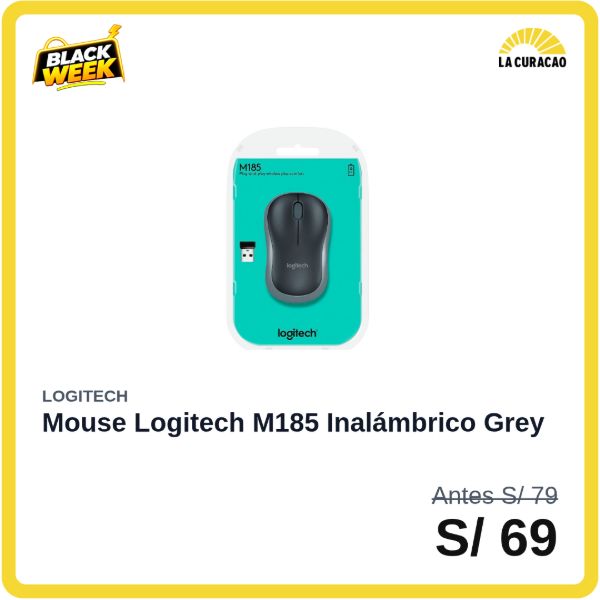 BLACK
WEEK
LA CURACAO
M185
logitech
logitech
LOGITECH
Mouse Logitech M185 Inalámbrico Grey
Antes S/ 79
S/ 69